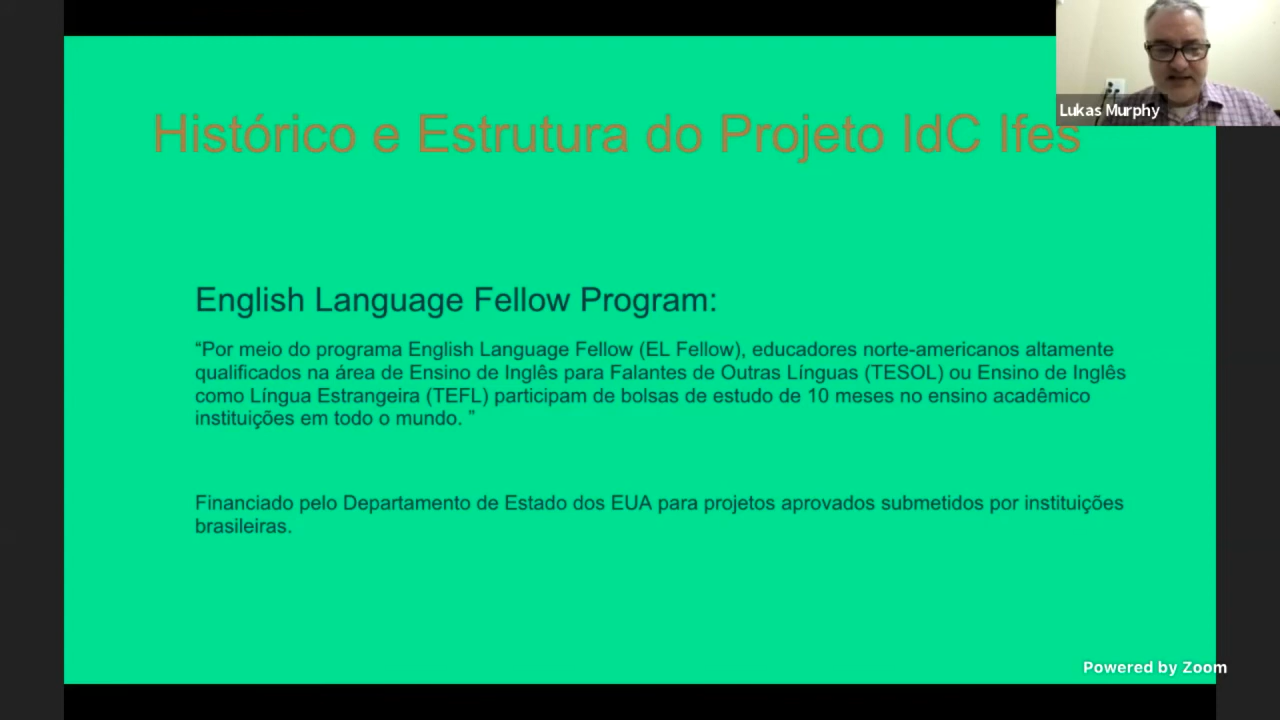 Lukas Murphy
Histórico e Estrutura do Projeto IdC Ifes
English Language Fellow Program:
“Por meio do programa English Language Fellow (EL Fellow), educadores norte-americanos altamente
qualificados na área de Ensino de Inglês para Falantes de Outras Línguas (TESOL) ou Ensino de Inglês
como Língua Estrangeira (TEFL) participam de bolsas de estudo de 10 meses no ensino acadêmico
instituições em todo o mundo. ”
Financiado pelo Departamento de Estado dos EUA para projetos aprovados submetidos por instituições
brasileiras.
Powered by Zoom